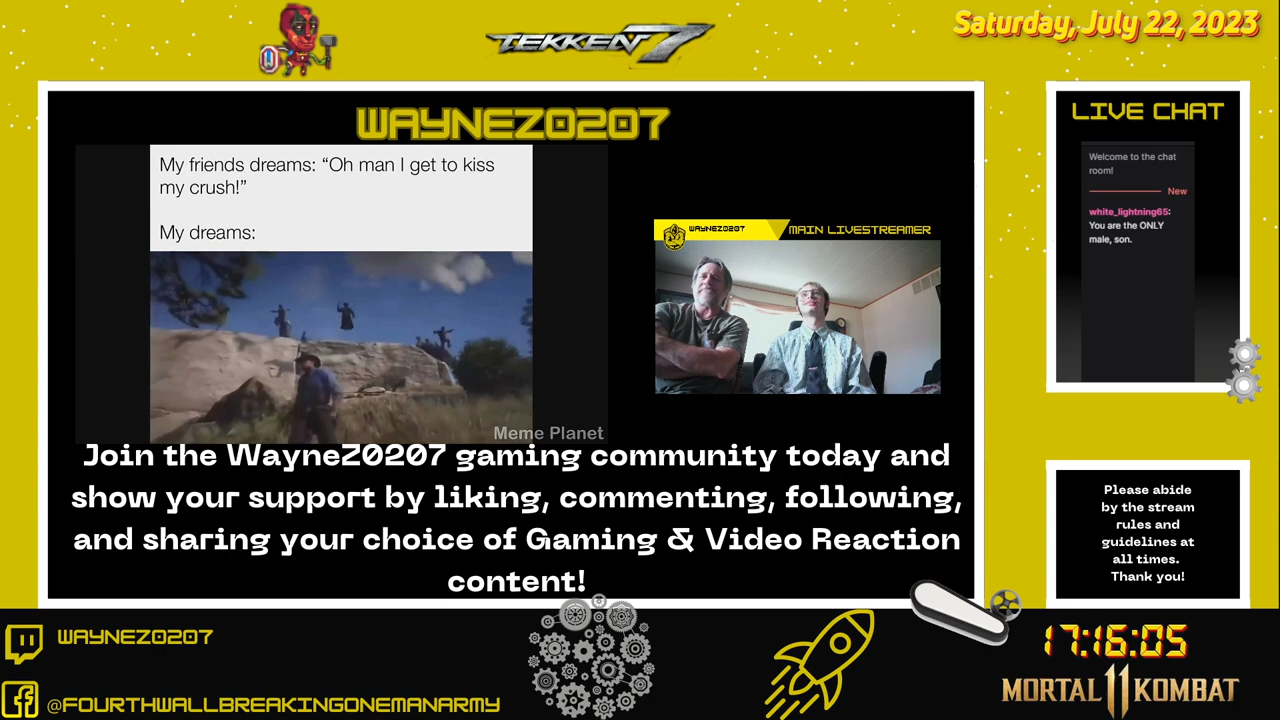 TEKKEN 7
Saturday, July 22, 2023
WAYNEZ0207
LIVE CHAT
My friends dreams: “Oh man I get to kiss
my crush!”
My dreams:
Welcome to the chat
room!
New
white_lightning65:
You are the ONLY
male, son.
WAYNEZ0207
MAIN LIVESTREAMER
Meme Planet
Join the WayneZ0207 gaming community today and
show your support by liking, commenting, following,
and sharing your choice of Gaming & Video Reaction
content!
Please abide
by the stream
rules and
guidelines at
all times.
Thank you!
WAYNEZ0207
17:16:05
@FOURTHWALLBREAKINGONEMANARMY
MORTAL KOMBAT 11